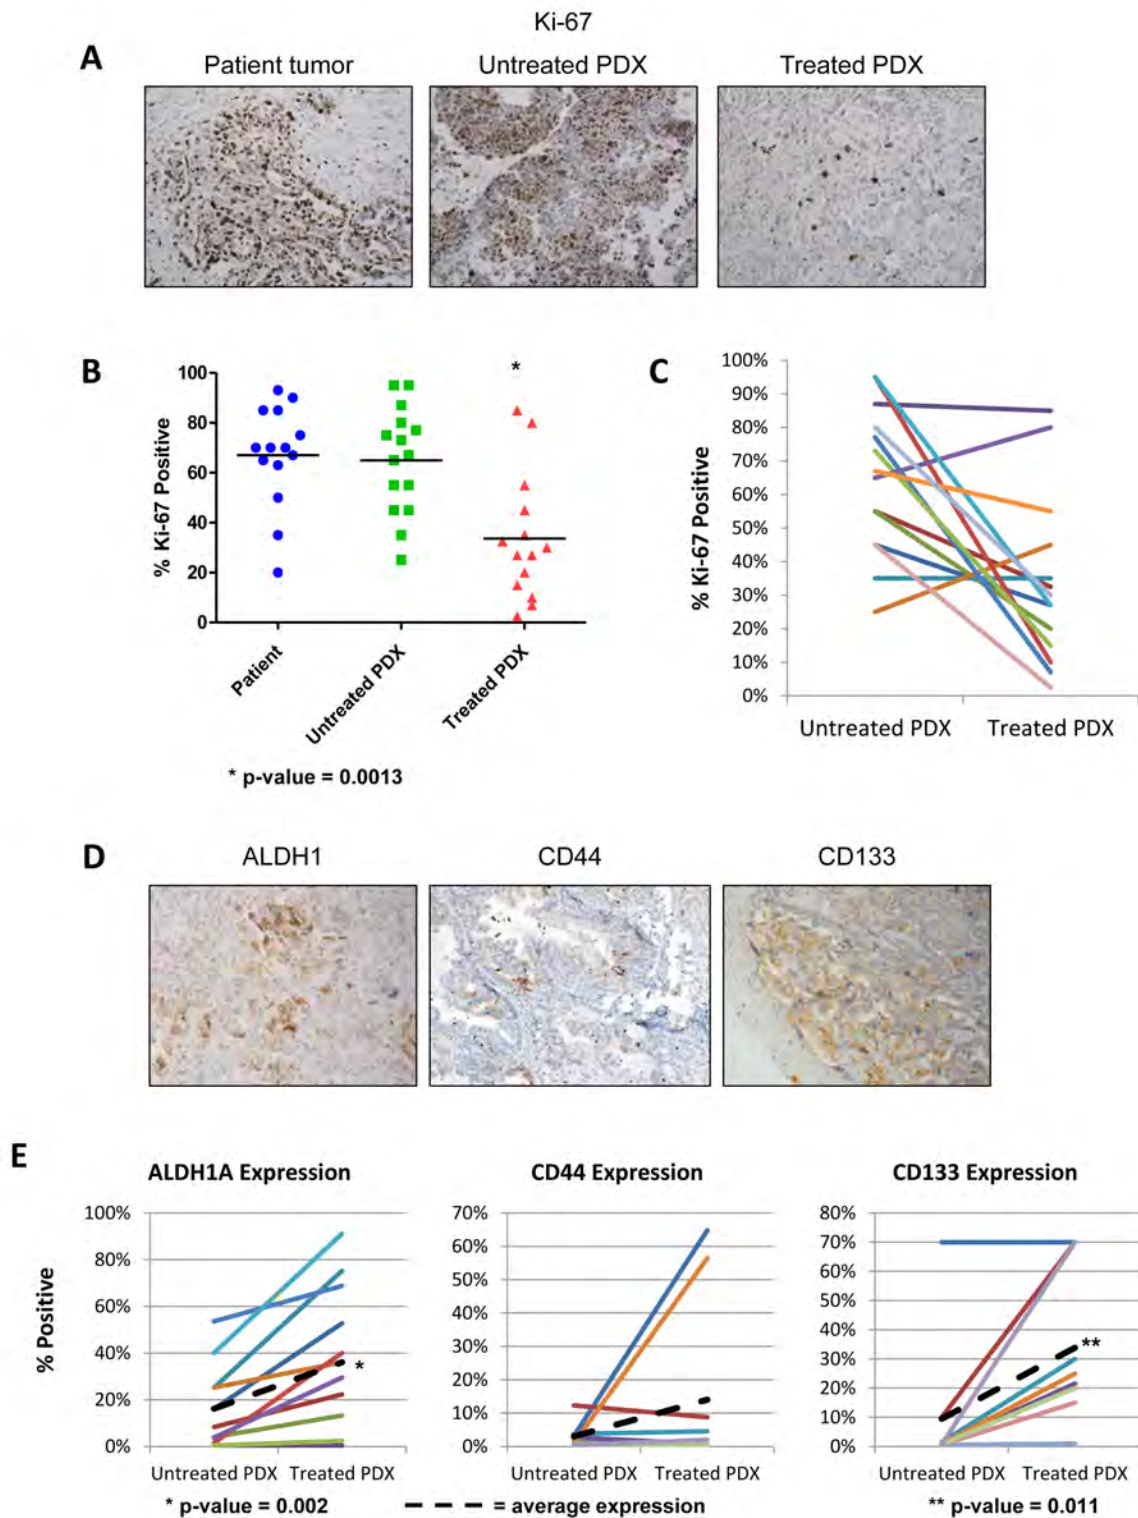 Ki-67
A
Patient tumor Untreated PDX Treated PDX
B
% Ki-67 Positive
100
80
60
40
20
0
*
Patient
Untreated PDX
Treated PDX
* p-value = 0.0013
C
% Ki-67 Positive
100%
90%
80%
70%
60%
50%
40%
30%
20%
10%
0%
Untreated PDX Treated PDX
D
ALDH1 CD44 CD133
E
ALDH1A Expression
% Positive
100%
80%
60%
40%
20%
0%
*
Untreated PDX Treated PDX
* p-value = 0.002
CD44 Expression
70%
60%
50%
40%
30%
20%
10%
0%
Untreated PDX Treated PDX
= average expression
CD133 Expression
80%
70%
60%
50%
40%
30%
20%
10%
0%
**
Untreated PDX Treated PDX
** p-value = 0.011